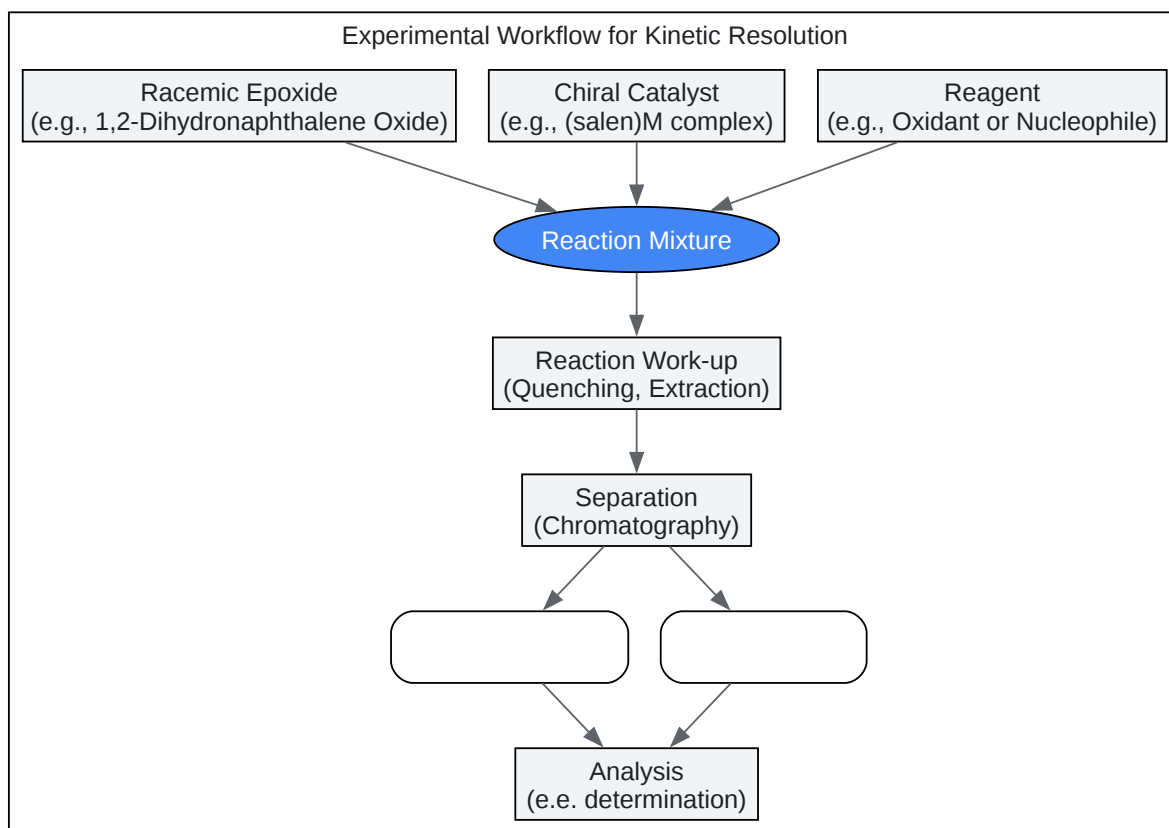 Experimental Workflow for Kinetic Resolution
Racemic Epoxide
(e.g., 1,2-Dihydronaphthalene Oxide)
Chiral Catalyst
(e.g., (salen)M complex)
Reagent
(e.g., Oxidant or Nucleophile)
Reaction Mixture
Reaction Work-up
(Quenching, Extraction)
Separation
(Chromatography)
Analysis
(e.e. determination)